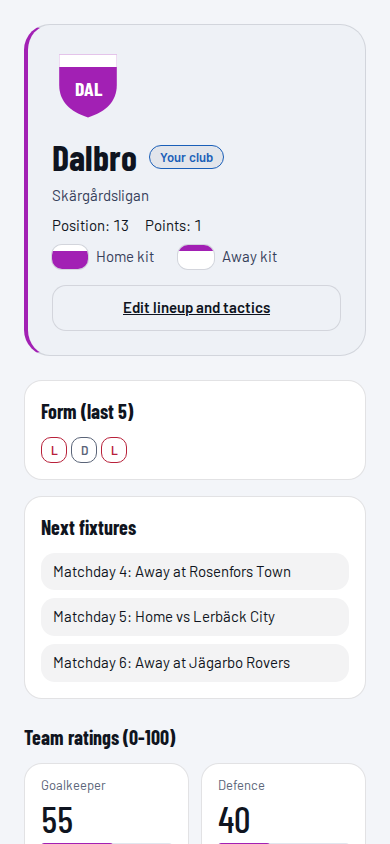 DAL
Dalbro Your club
Skärgårdsligan
Position: 13 Points: 1
Home kit Away kit
Edit lineup and tactics
Form (last 5)
L D L
Next fixtures
Matchday 4: Away at Rosenfors Town
Matchday 5: Home vs Lerbäck City
Matchday 6: Away at Jägarbo Rovers
Team ratings (0-100)
Goalkeeper Defence
55 40